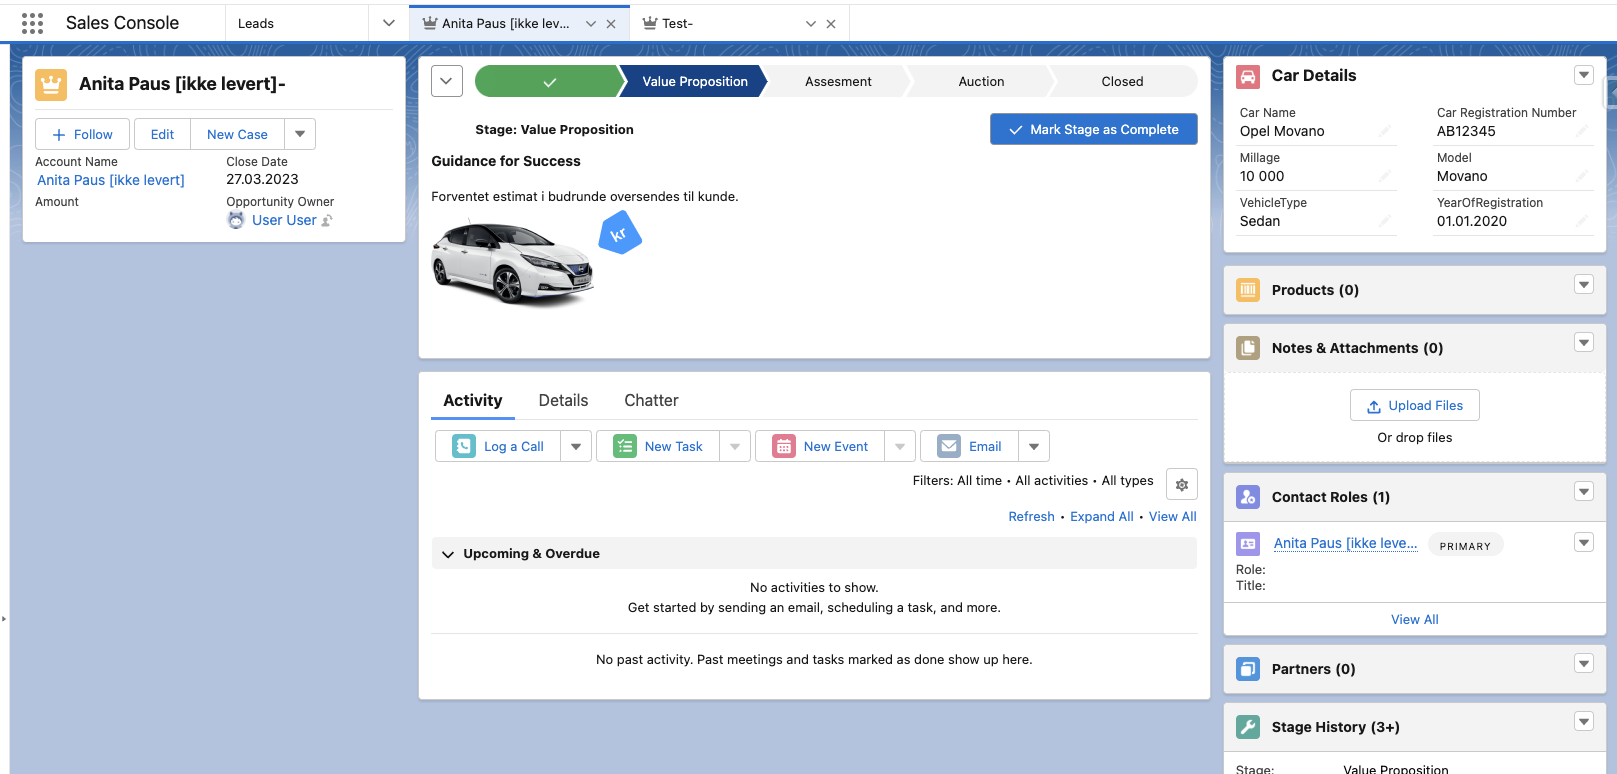 Sales Console
Leads
Anita Paus [ikke lev...
Test-
Anita Paus [ikke levert]-
Follow
Edit
New Case
Account Name
Anita Paus [ikke levert]
Close Date
27.03.2023
Amount
Opportunity Owner
User User
Value Proposition
Assesment
Auction
Closed
Stage: Value Proposition
Mark Stage as Complete
Guidance for Success
Forventet estimat i budrunde oversendes til kunde.
kr
Activity
Details
Chatter
Log a Call
New Task
New Event
Email
Filters: All time • All activities • All types
Refresh • Expand All • View All
Upcoming & Overdue
No activities to show.
Get started by sending an email, scheduling a task, and more.
No past activity. Past meetings and tasks marked as done show up here.
Car Details
Car Name
Opel Movano
Car Registration Number
AB12345
Millage
10 000
Model
Movano
VehicleType
Sedan
YearOfRegistration
01.01.2020
Products (0)
Notes & Attachments (0)
Upload Files
Or drop files
Contact Roles (1)
Anita Paus [ikke leve...
PRIMARY
Role:
Title:
View All
Partners (0)
Stage History (3+)
Stage:
Value Proposition